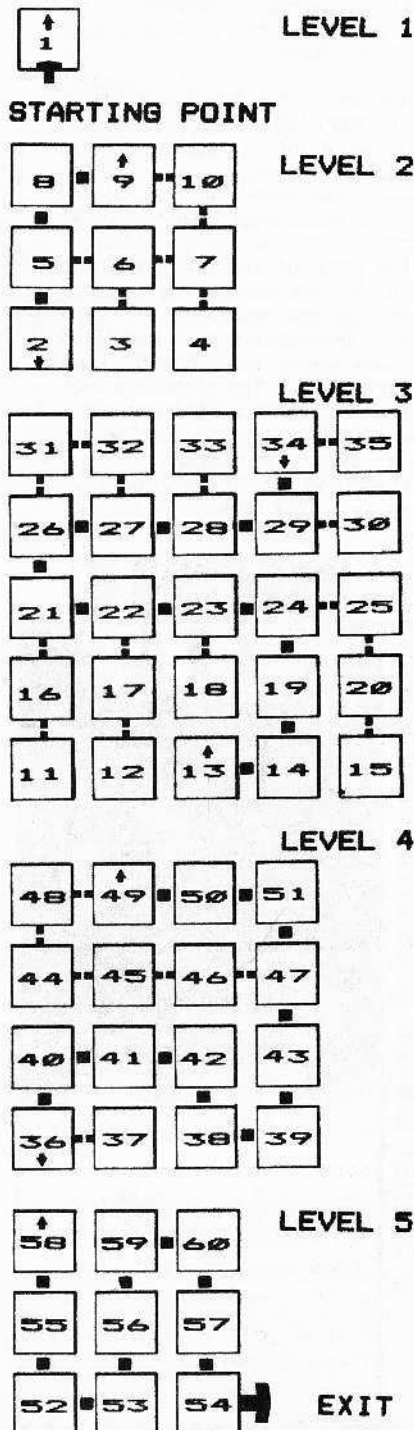 LEVEL 1
1
STARTING POINT
LEVEL 2
8 9 10
5 6 7
2 3 4
LEVEL 3
31 32 33 34 35
26 27 28 29 30
21 22 23 24 25
16 17 18 19 20
11 12 13 14 15
LEVEL 4
48 49 50 51
44 45 46 47
40 41 42 43
36 37 38 39
LEVEL 5
58 59 60
55 56 57
52 53 54 EXIT